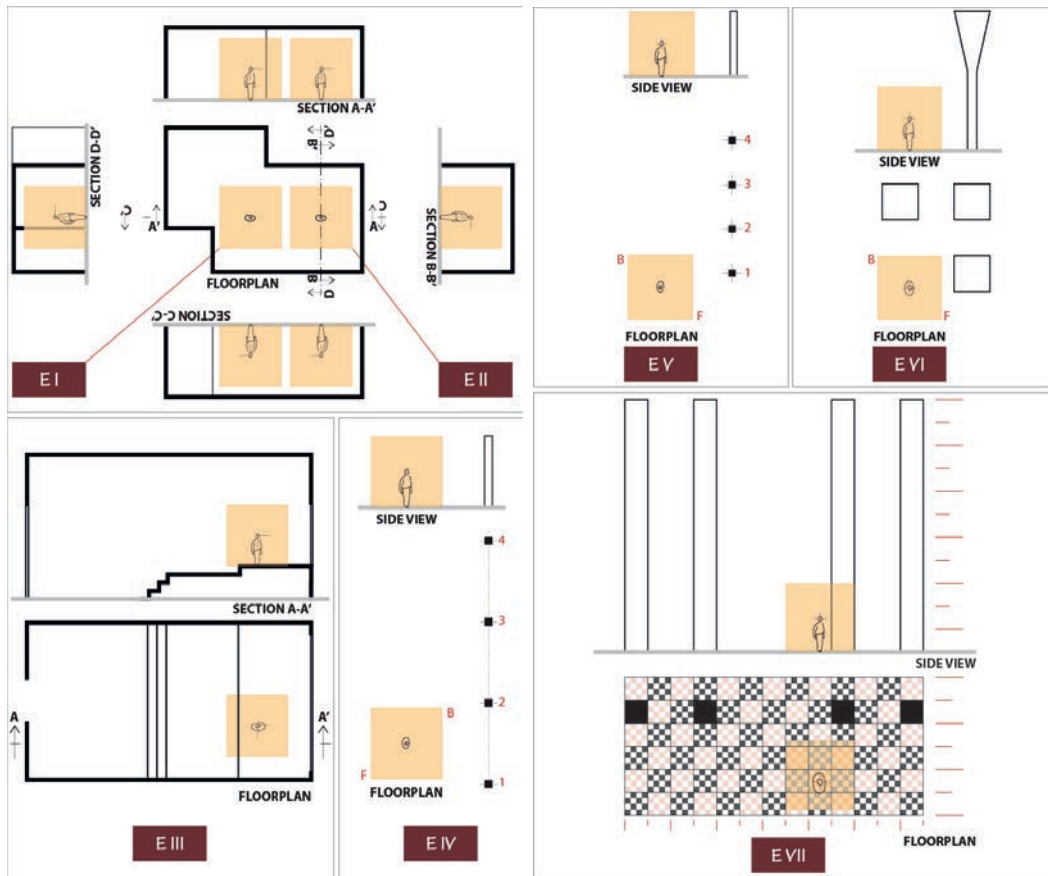 SECTION A-A'
SECTION D-D'
D'
B'
C'
A'
C
A
SECTION B-B'
FLOORPLAN
B
D
SECTION C-C'
E I
E II
SIDE VIEW
4
3
2
1
B
F
FLOORPLAN
E V
SIDE VIEW
B
F
FLOORPLAN
E VI
SECTION A-A'
A
A'
FLOORPLAN
E III
SIDE VIEW
4
3
2
1
B
F
FLOORPLAN
E IV
SIDE VIEW
FLOORPLAN
E VII